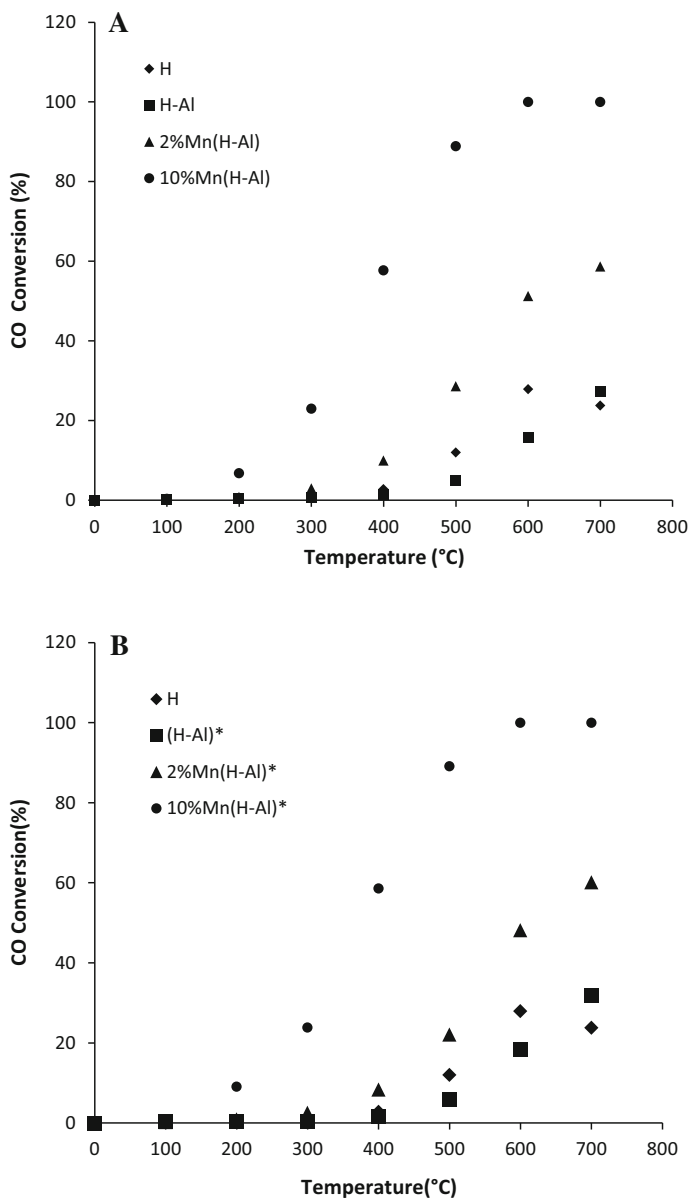 A
120
100
80
60
40
20
0
CO Conversion (%)
H
H-Al
2%Mn(H-Al)
10%Mn(H-Al)
0 100 200 300 400 500 600 700 800
Temperature (°C)
B
120
100
80
60
40
20
0
CO Conversion(%)
H
(H-Al)*
2%Mn(H-Al)*
10%Mn(H-Al)*
0 100 200 300 400 500 600 700 800
Temperature(°C)